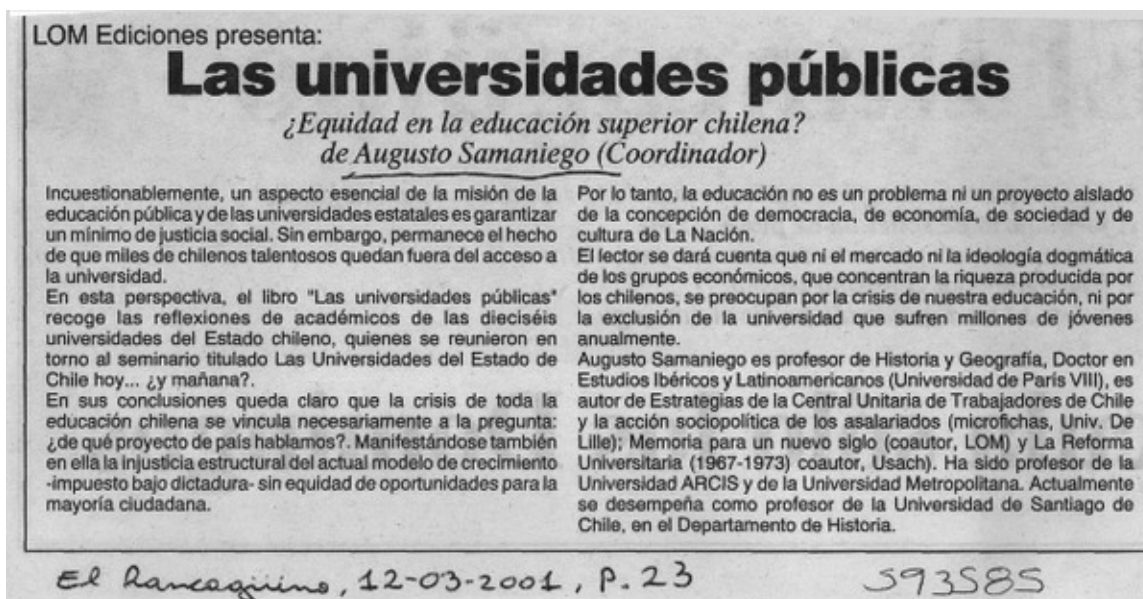 LOM Ediciones presenta:
Las universidades públicas
¿Equidad en la educación superior chilena?
de Augusto Samaniego (Coordinador)
Incuestionablemente, un aspecto esencial de la misión de la
educación pública y de las universidades estatales es garantizar
un mínimo de justicia social. Sin embargo, permanece el hecho
de que miles de chilenos talentosos quedan fuera del acceso a
la universidad.
En esta perspectiva, el libro "Las universidades públicas"
recoge las reflexiones de académicos de las dieciséis
universidades del Estado chileno, quienes se reunieron en
torno al seminario titulado Las Universidades del Estado de
Chile hoy... ¿y mañana?.
En sus conclusiones queda claro que la crisis de toda la
educación chilena se vincula necesariamente a la pregunta:
¿de qué proyecto de país hablamos?. Manifestándose también
en ella la injusticia estructural del actual modelo de crecimiento
-impuesto bajo dictadura- sin equidad de oportunidades para la
mayoría ciudadana.
Por lo tanto, la educación no es un problema ni un proyecto aislado
de la concepción de democracia, de economía, de sociedad y de
cultura de La Nación.
El lector se dará cuenta que ni el mercado ni la ideología dogmática
de los grupos económicos, que concentran la riqueza producida por
los chilenos, se preocupan por la crisis de nuestra educación, ni por
la exclusión de la universidad que sufren millones de jóvenes
anualmente.
Augusto Samaniego es profesor de Historia y Geografía, Doctor en
Estudios Ibéricos y Latinoamericanos (Universidad de París VIII), es
autor de Estrategias de la Central Unitaria de Trabajadores de Chile
y la acción sociopolítica de los asalariados (microfichas, Univ. De
Lille); Memoria para un nuevo siglo (coautor, LOM) y La Reforma
Universitaria (1967-1973) coautor, Usach). Ha sido profesor de la
Universidad ARCIS y de la Universidad Metropolitana. Actualmente
se desempeña como profesor de la Universidad de Santiago de
Chile, en el Departamento de Historia.
El Rancagüino, 12-03-2001, P. 23
593585